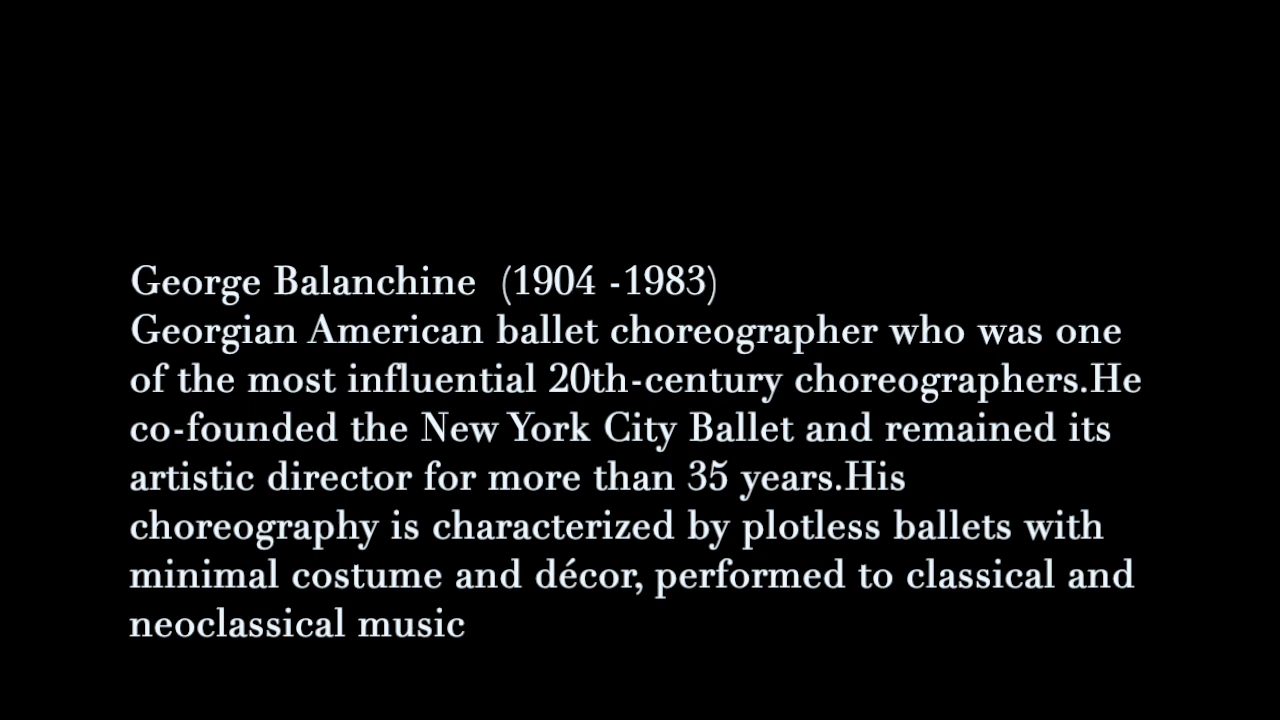 George Balanchine  (1904 -1983)
Georgian American ballet choreographer who was one
of the most influential 20th-century choreographers.He
co-founded the New York City Ballet and remained its
artistic director for more than 35 years.His
choreography is characterized by plotless ballets with
minimal costume and décor, performed to classical and
neoclassical music